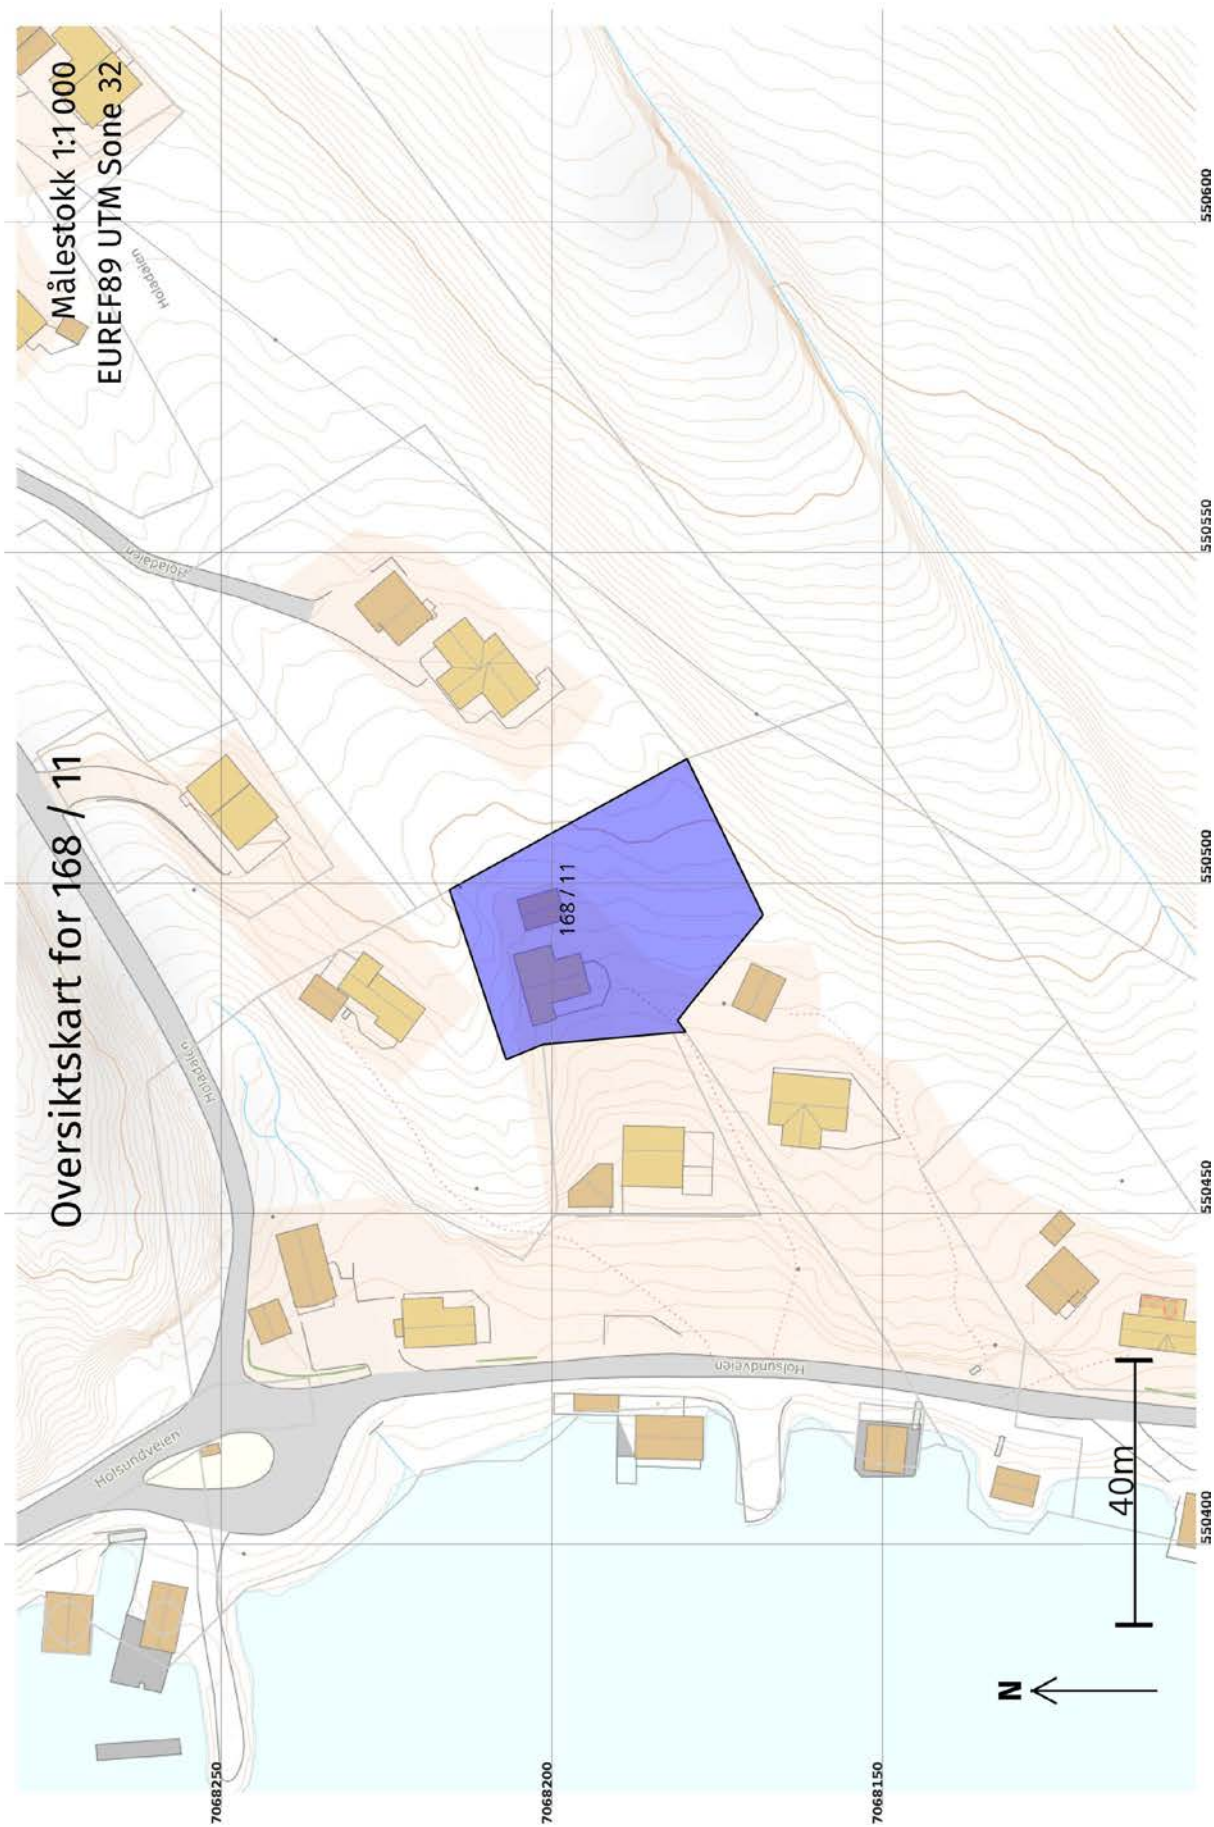 Oversiktskart for 168 / 11
Målestokk 1:1 000
EUREF89 UTM Sone 32
Holadalen
Holadalen
Holadalen
Holsundveien
Holsundveien
168 / 11
7068250
7068200
7068150
550400
550450
550500
550550
550600
N
40m